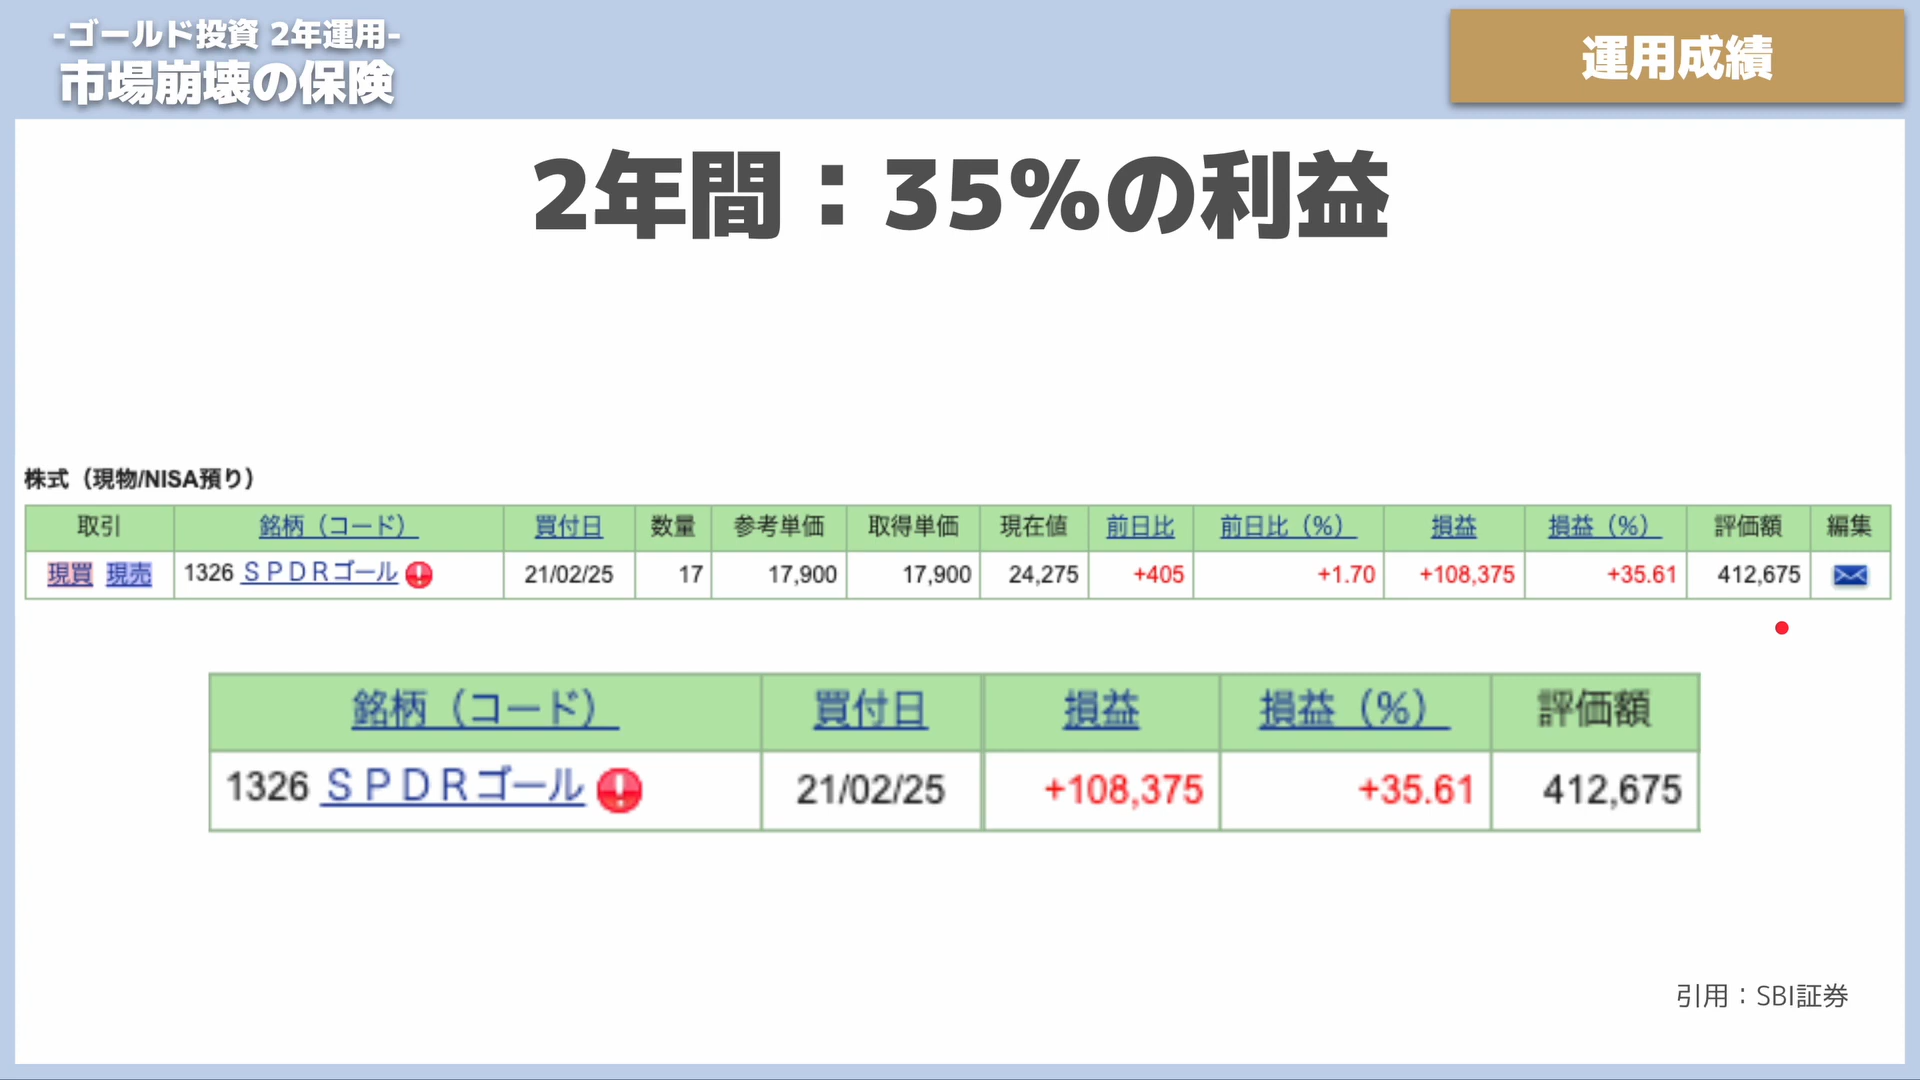 -ゴールド投資 2年運用-
市場崩壊の保険
運用成績
2年間：35%の利益
株式（現物/NISA預り）
取引 銘柄（コード） 買付日 数量 参考単価 取得単価 現在値 前日比 前日比（%） 損益 損益（%） 評価額 編集
現買 現売 1326 ＳＰＤＲゴール 21/02/25 17 17,900 17,900 24,275 +405 +1.70 +108,375 +35.61 412,675
銘柄（コード） 買付日 損益 損益（%） 評価額
1326 ＳＰＤＲゴール 21/02/25 +108,375 +35.61 412,675
引用：SBI証券